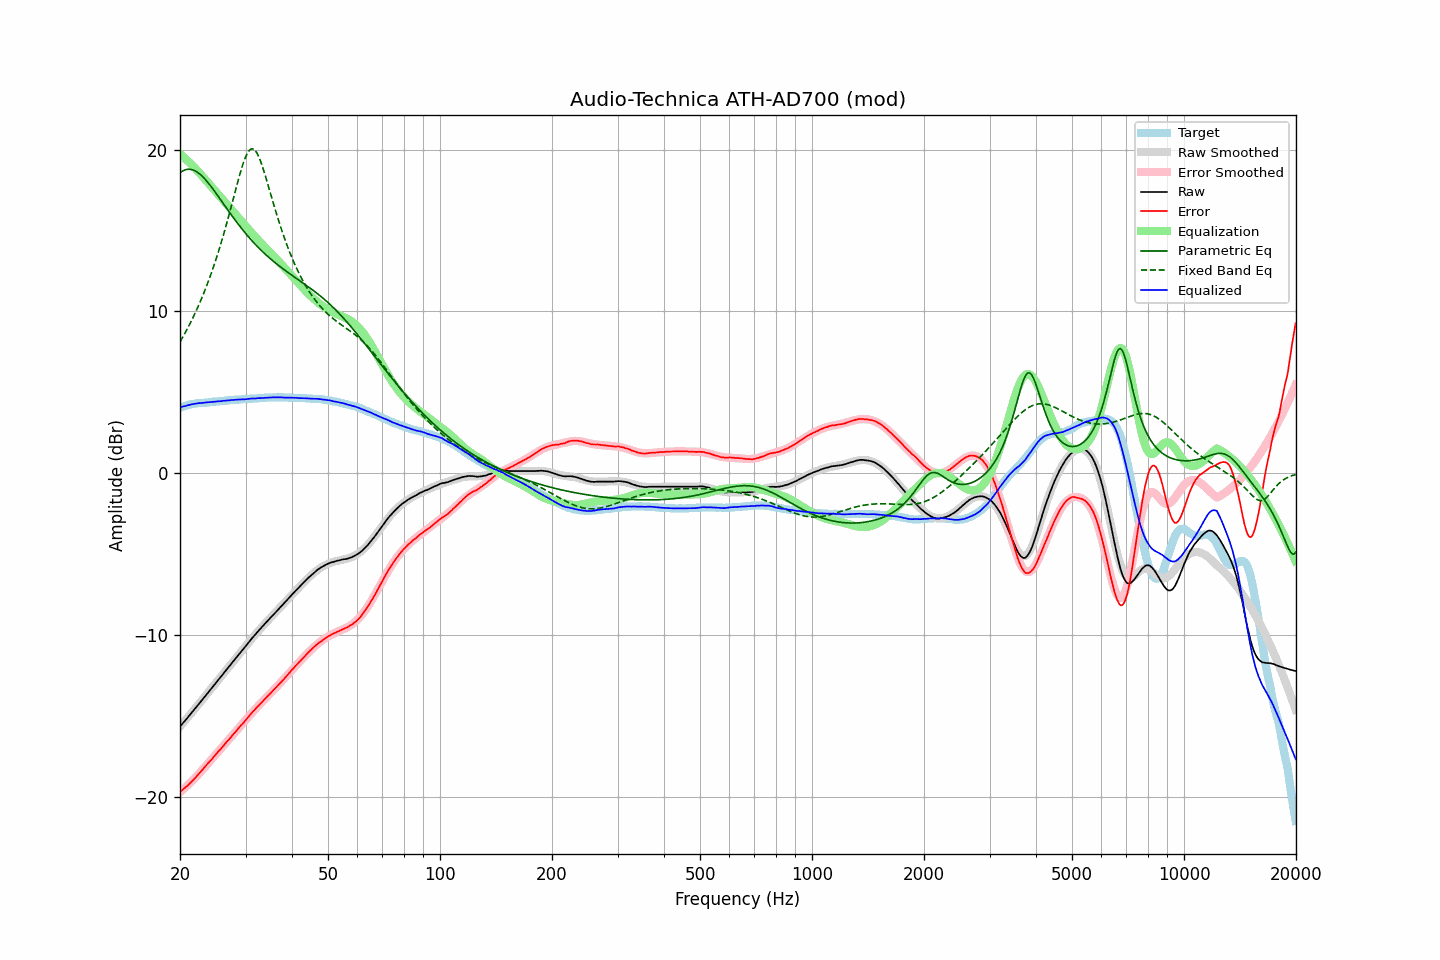 Audio-Technica ATH-AD700 (mod)
Target
Raw Smoothed
Error Smoothed
Raw
Error
Equalization
Parametric Eq
Fixed Band Eq
Equalized
Amplitude (dBr)
20
10
0
−10
−20
20
50
100
200
500
1000
2000
5000
10000
20000
Frequency (Hz)